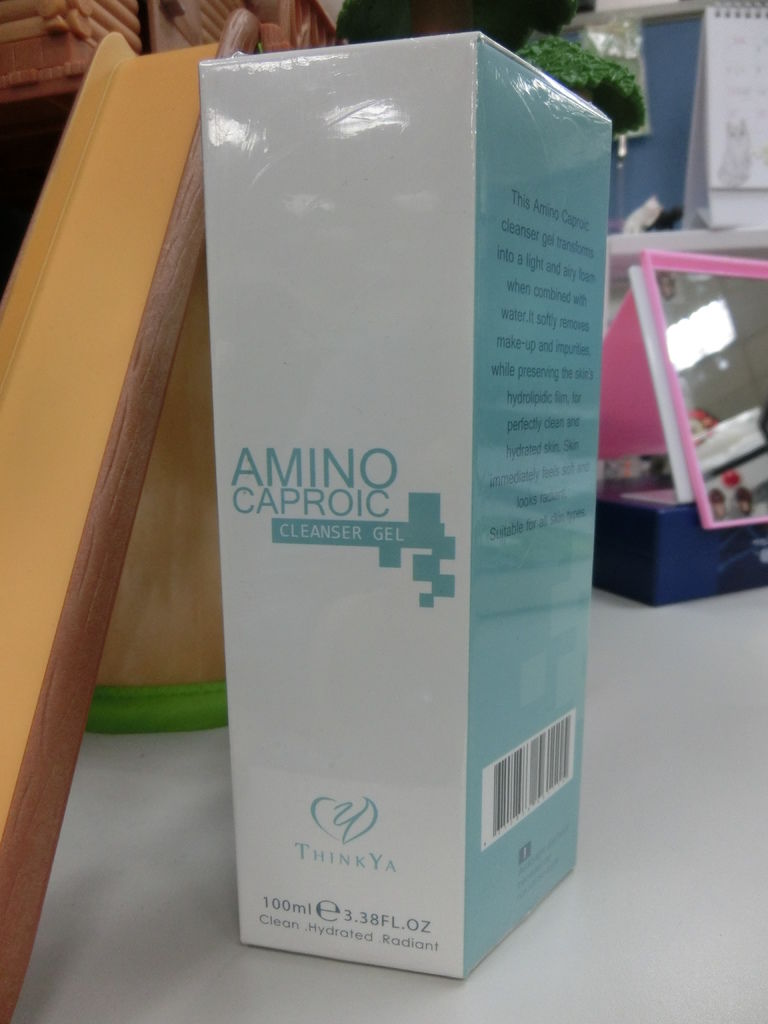 AMINO
CAPROIC
CLEANSER GEL
THINKYA
100ml e 3.38FL.OZ
Clean .Hydrated .Radiant
This Amino Caproic
cleanser gel transforms
into a light and airy foam
when combined with
water.It softly removes
make-up and impurities,
while preserving the skin's
hydrolipidic film, for
perfectly clean and
hydrated skin. Skin
immediately feels soft and
looks radiant.
Suitable for all skin types.